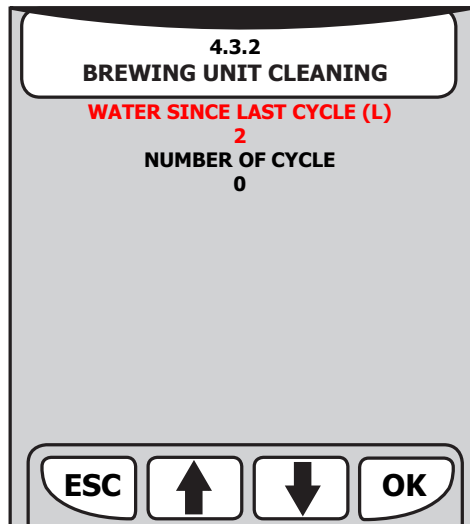 4.3.2
BREWING UNIT CLEANING
WATER SINCE LAST CYCLE (L)
2
NUMBER OF CYCLE
0
ESC OK